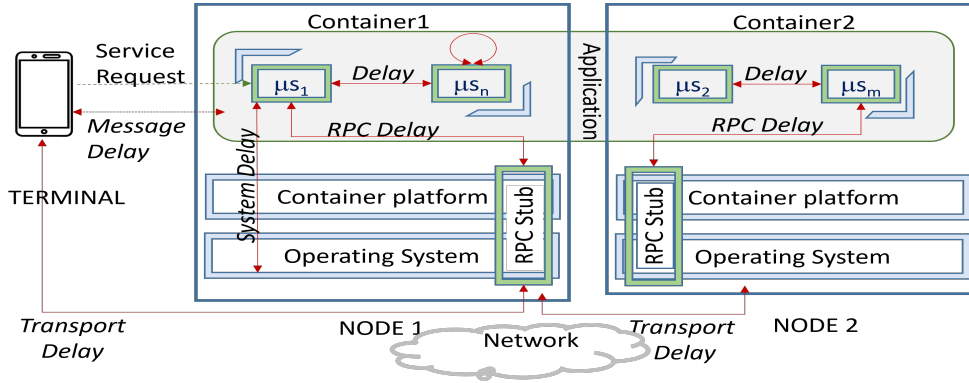 Container1
Container2
Service
Request
μs1
Delay
μsn
Application
μs2
Delay
μsm
Message
Delay
RPC Delay
RPC Delay
System Delay
TERMINAL
Container platform
RPC Stub
RPC Stub
Container platform
Operating System
Operating System
Transport
Delay
NODE 1
Network
Transport
Delay
NODE 2